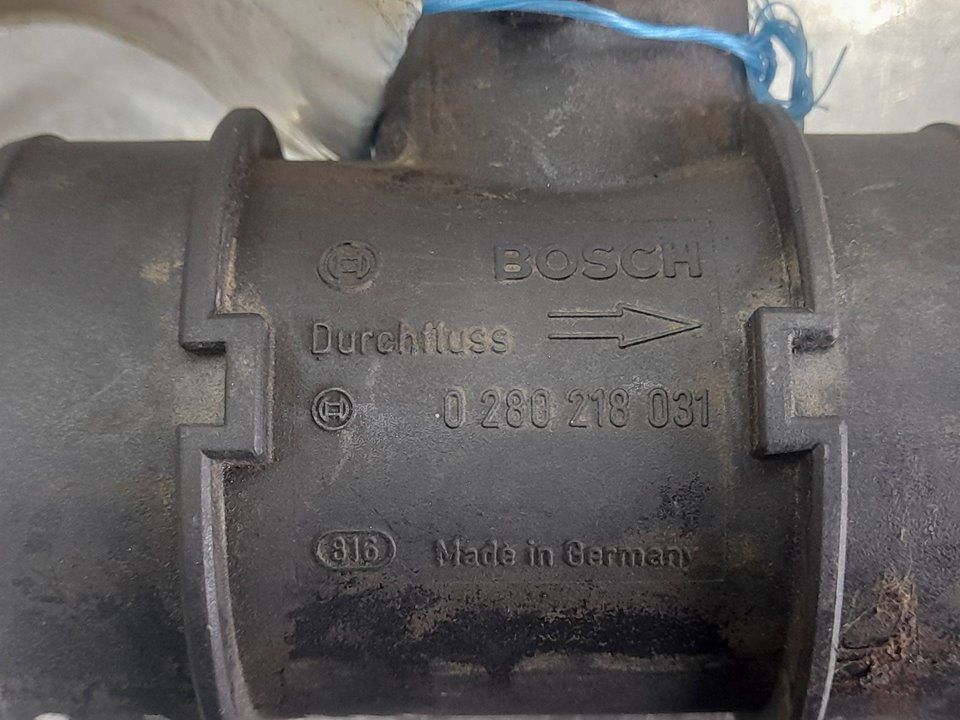 BOSCH
Durchfluss
0 280 218 031
816 Made in Germany